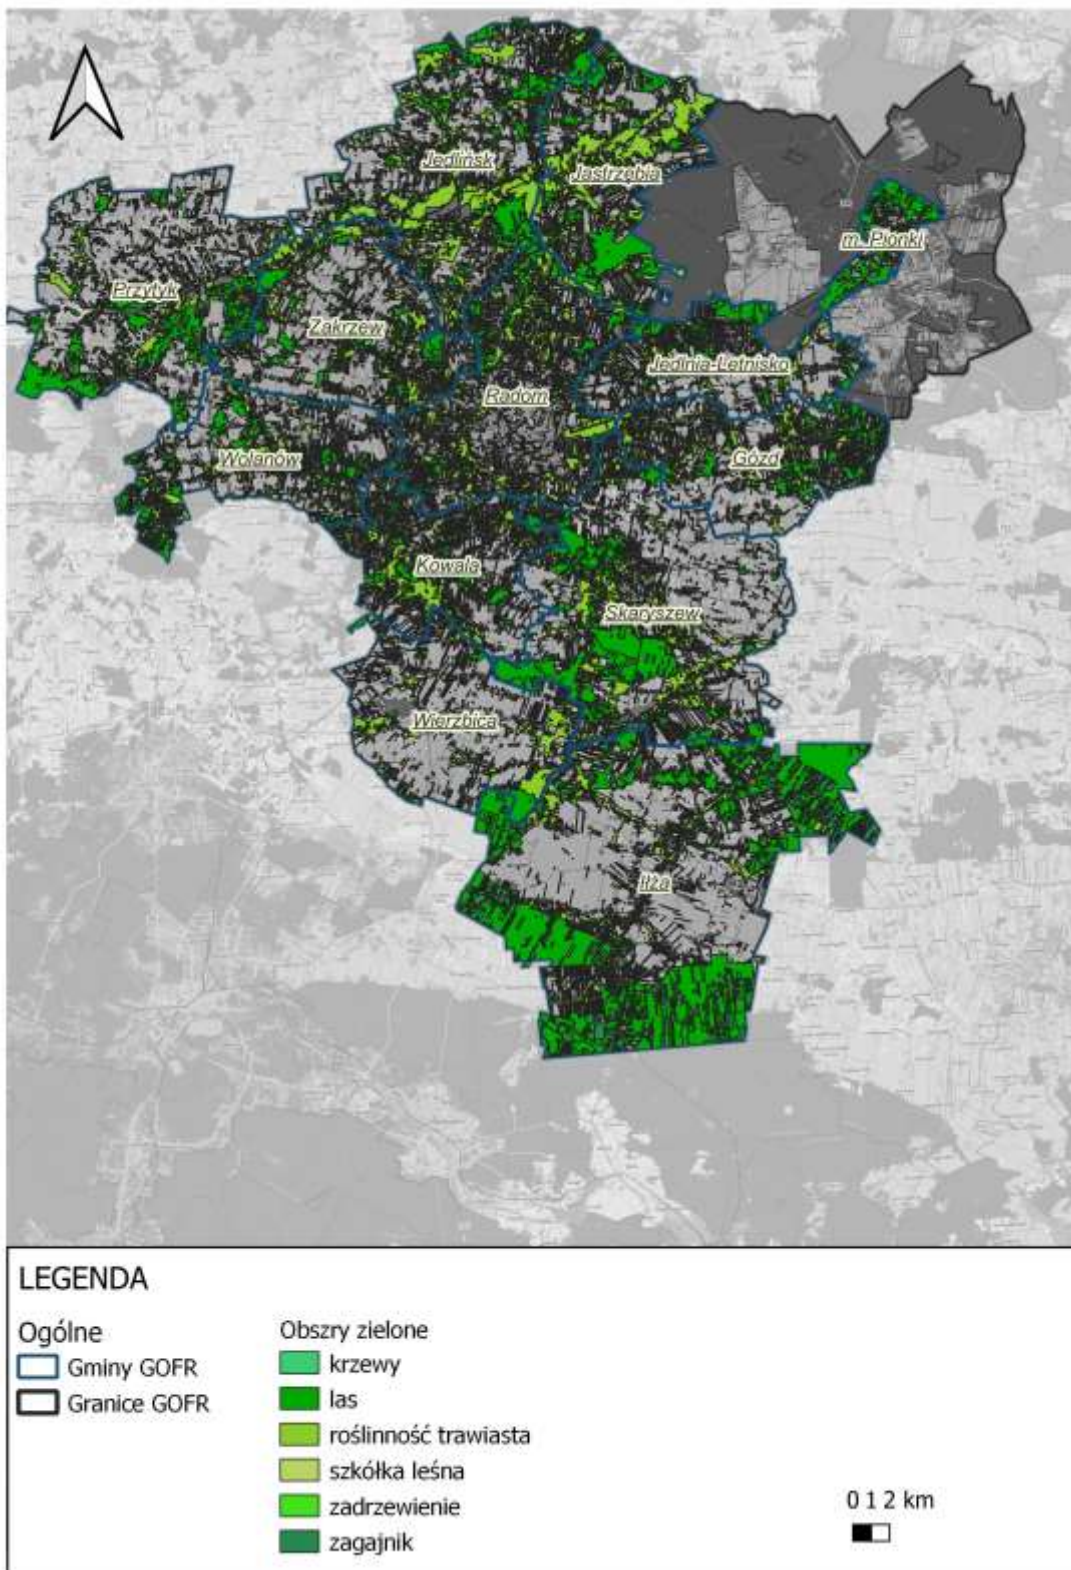 Jedlińsk
Jastrzębia
m. Pionki
Przytyk
Zakrzew
Jedlnia-Letnisko
Radom
Wolanów
Gózd
Kowala
Skaryszew
Wierzbica
Iłża
LEGENDA
Ogólne
Gminy GOFR
Granice GOFR
Obszry zielone
krzewy
las
roślinność trawiasta
szkółka leśna
zadrzewienie
zagajnik
0 1 2 km